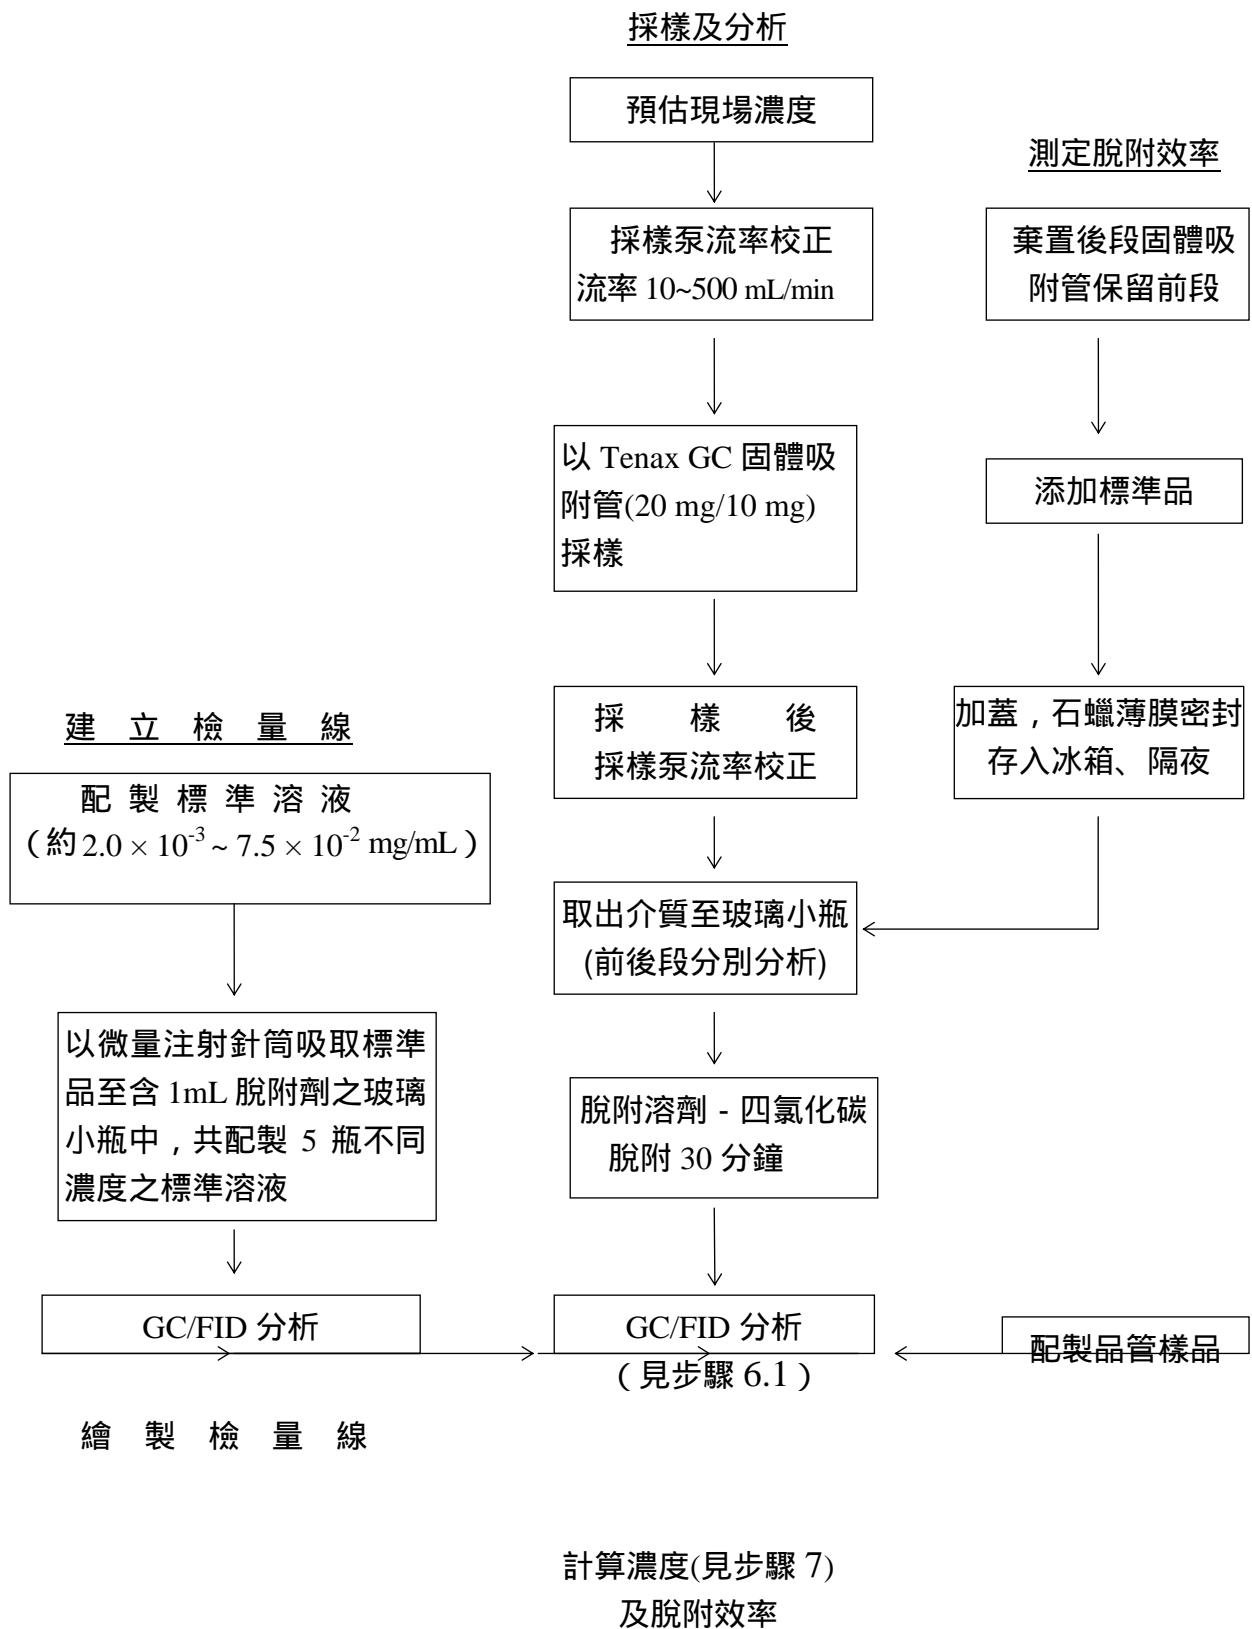 採樣及分析
預估現場濃度
採樣泵流率校正
流率 10~500 mL/min
以 Tenax GC 固體吸
附管(20 mg/10 mg)
採樣
採 樣 後
採樣泵流率校正
取出介質至玻璃小瓶
(前後段分別分析)
脫附溶劑 - 四氯化碳
脫附 30 分鐘
GC/FID 分析
（見步驟 6.1）
計算濃度(見步驟 7)
及脫附效率
測定脫附效率
棄置後段固體吸
附管保留前段
添加標準品
加蓋，石蠟薄膜密封
存入冰箱、隔夜
配製品管樣品
建 立 檢 量 線
配 製 標 準 溶 液
（約 2.0 × 10⁻³ ~ 7.5 × 10⁻² mg/mL）
以微量注射針筒吸取標準
品至含 1mL 脫附劑之玻璃
小瓶中，共配製 5 瓶不同
濃度之標準溶液
GC/FID 分析
繪 製 檢 量 線